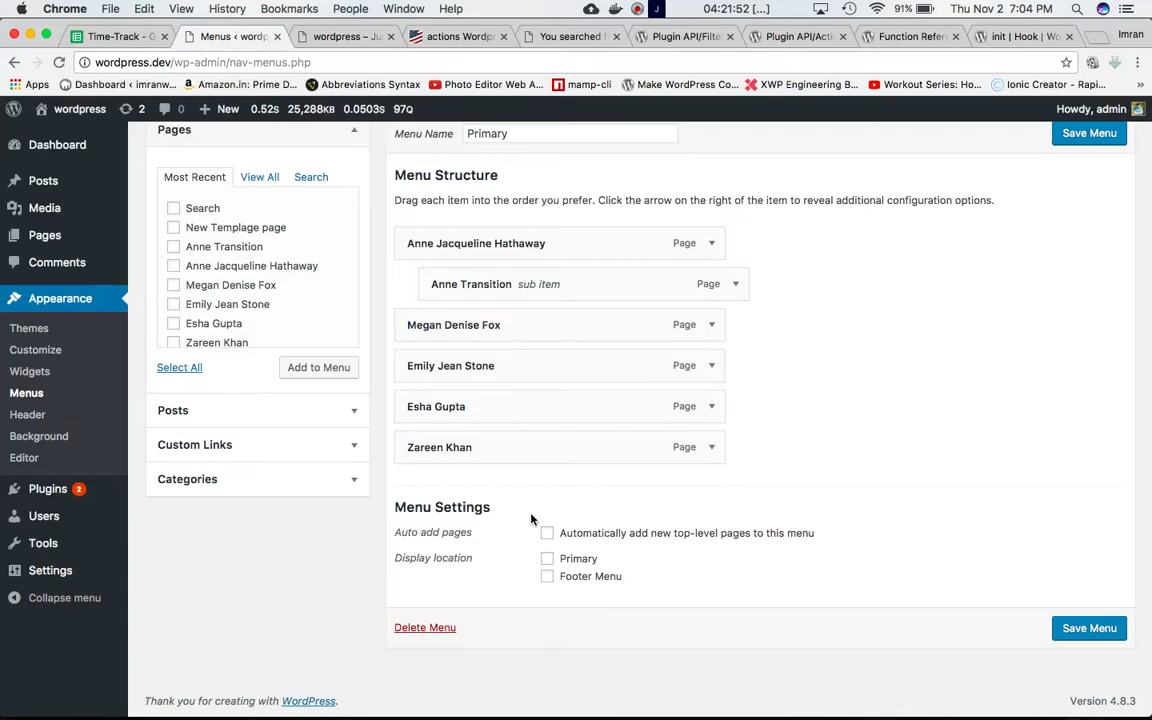 Chrome File Edit View History Bookmarks People Window Help 04:21:52 [...] 91% Thu Nov 2 7:04 PM
Time-Track - G Menus ‹ wordp wordpress – Ju actions Wordp You searched f Plugin API/Filte Plugin API/Acti Function Refere init | Hook | Wo Imran
wordpress.dev/wp-admin/nav-menus.php
Apps Dashboard ‹ imranw... Amazon.in: Prime D... Abbreviations Syntax Photo Editor Web A... mamp-cli Make WordPress Co... XWP Engineering B... Workout Series: Ho... Ionic Creator - Rapi... »
wordpress 2 0 New 0.52s 25,288KB 0.0503s 97Q Howdy, admin
Dashboard
Posts
Media
Pages
Comments
Appearance
Themes
Customize
Widgets
Menus
Header
Background
Editor
Plugins 2
Users
Tools
Settings
Collapse menu
Pages
Most Recent View All Search
Search
New Templage page
Anne Transition
Anne Jacqueline Hathaway
Megan Denise Fox
Emily Jean Stone
Esha Gupta
Zareen Khan
Select All Add to Menu
Posts
Custom Links
Categories
Menu Name Primary Save Menu
Menu Structure
Drag each item into the order you prefer. Click the arrow on the right of the item to reveal additional configuration options.
Anne Jacqueline Hathaway Page
Anne Transition sub item Page
Megan Denise Fox Page
Emily Jean Stone Page
Esha Gupta Page
Zareen Khan Page
Menu Settings
Auto add pages Automatically add new top-level pages to this menu
Display location Primary
Footer Menu
Delete Menu Save Menu
Thank you for creating with WordPress. Version 4.8.3